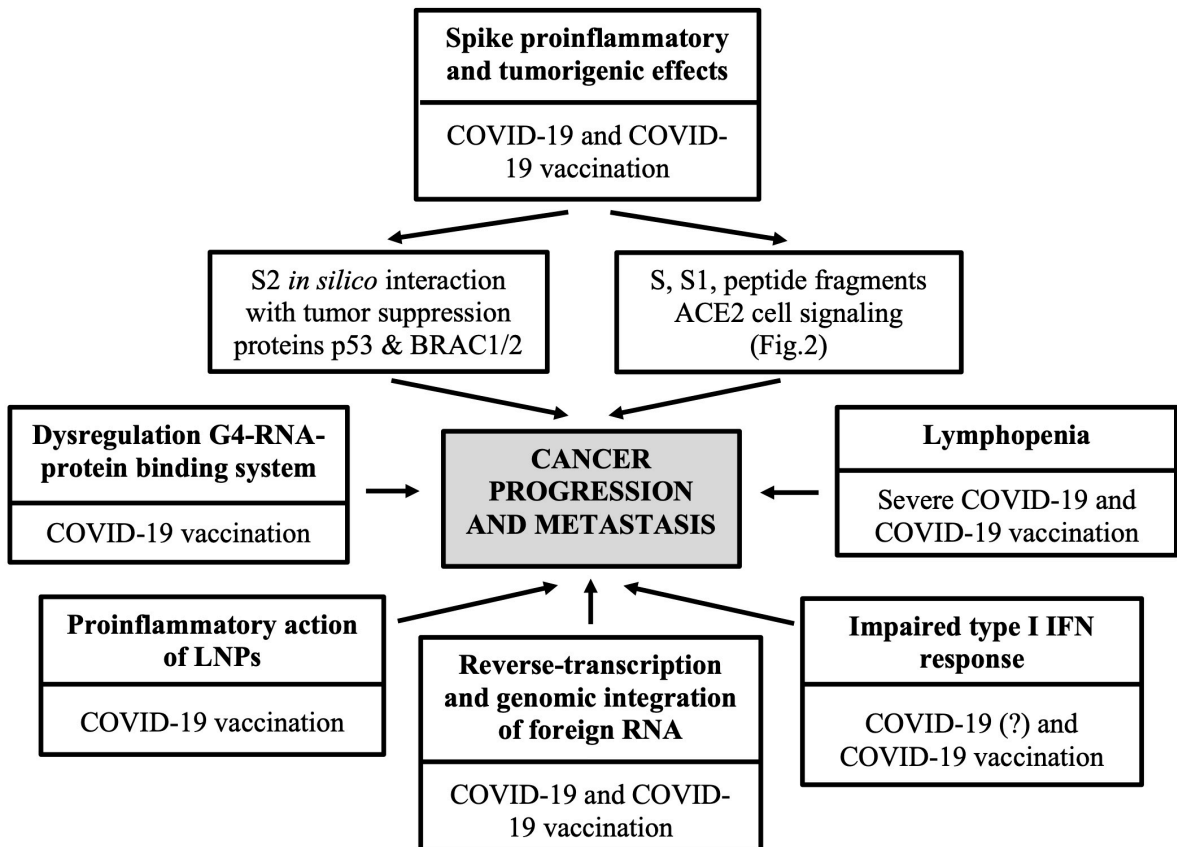 Spike proinflammatory
and tumorigenic effects
COVID-19 and COVID-
19 vaccination
S2 in silico interaction
with tumor suppression
proteins p53 & BRAC1/2
S, S1, peptide fragments
ACE2 cell signaling
(Fig.2)
Dysregulation G4-RNA-
protein binding system
COVID-19 vaccination
CANCER
PROGRESSION
AND METASTASIS
Lymphopenia
Severe COVID-19 and
COVID-19 vaccination
Proinflammatory action
of LNPs
COVID-19 vaccination
Reverse-transcription
and genomic integration
of foreign RNA
COVID-19 and COVID-
19 vaccination
Impaired type I IFN
response
COVID-19 (?) and
COVID-19 vaccination